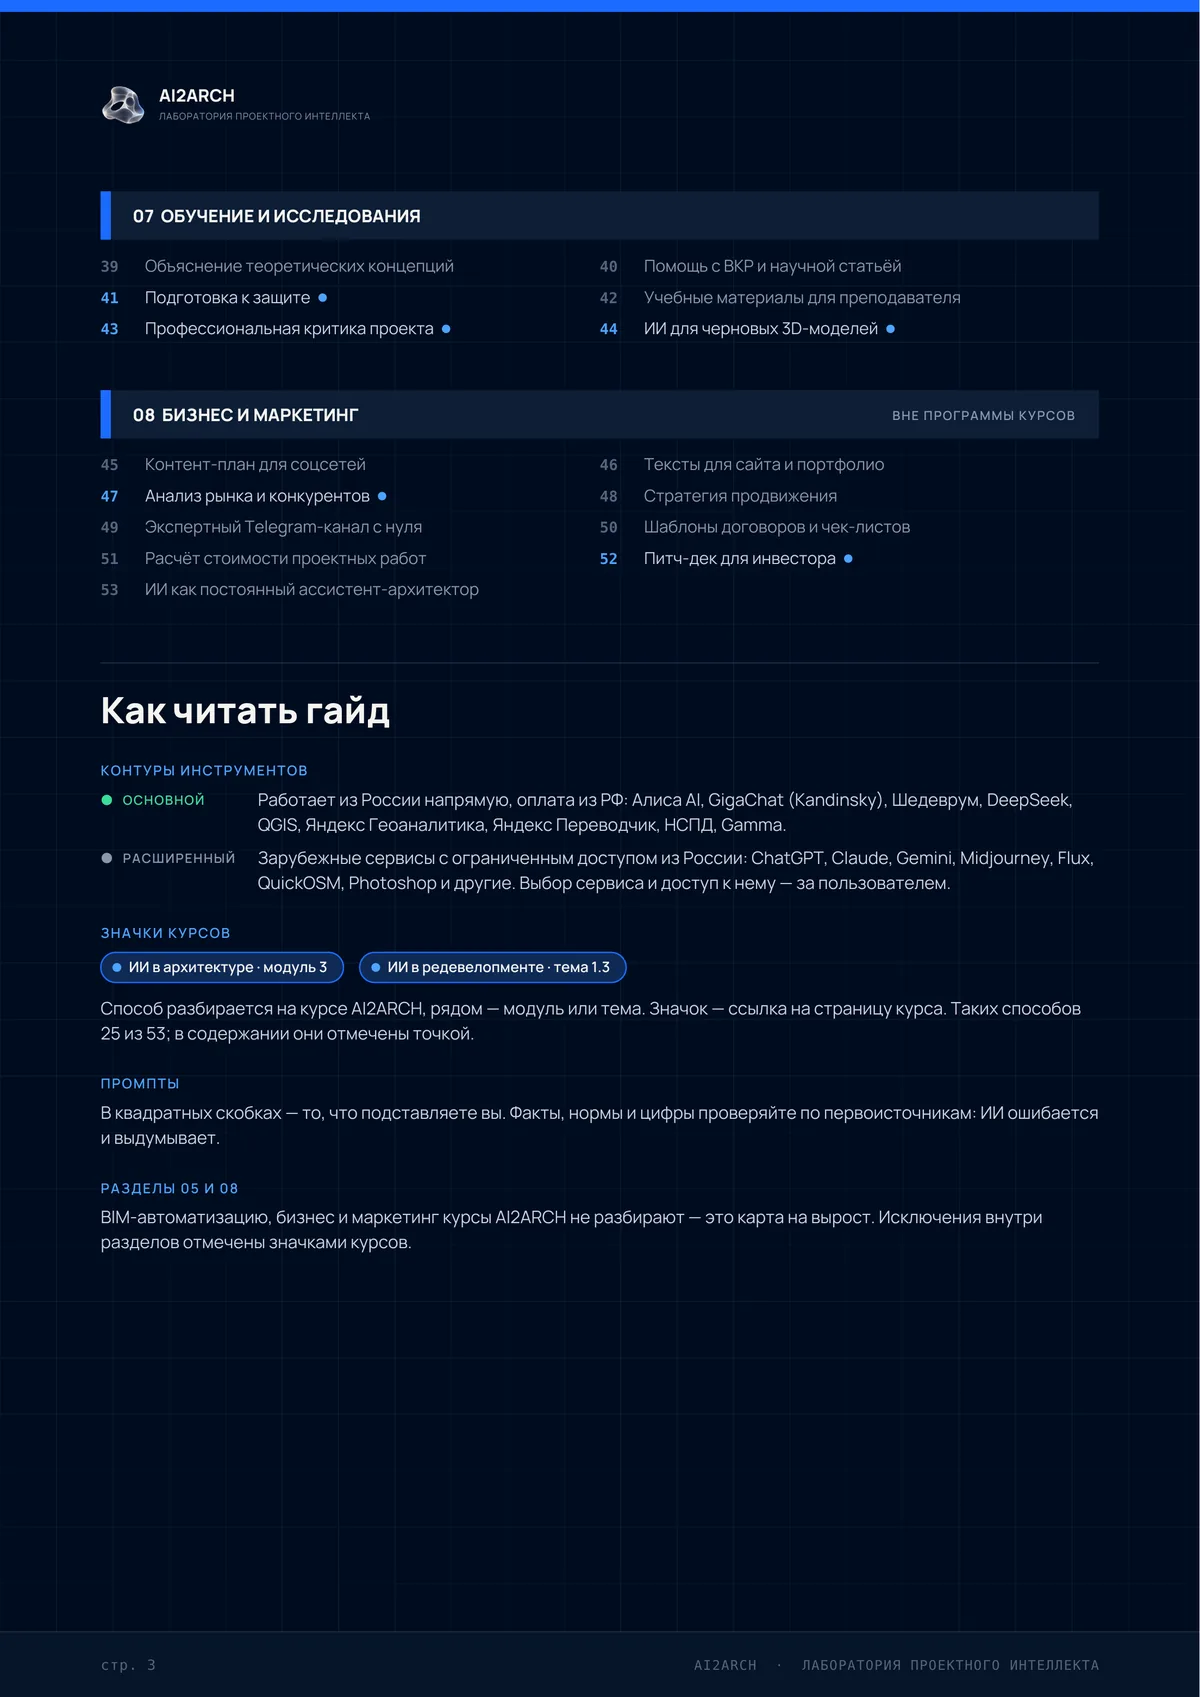 AI2ARCH
ЛАБОРАТОРИЯ ПРОЕКТНОГО ИНТЕЛЛЕКТА
07 ОБУЧЕНИЕ И ИССЛЕДОВАНИЯ
39 Объяснение теоретических концепций
40 Помощь с ВКР и научной статьёй
41 Подготовка к защите
42 Учебные материалы для преподавателя
43 Профессиональная критика проекта
44 ИИ для черновых 3D-моделей
08 БИЗНЕС И МАРКЕТИНГ
ВНЕ ПРОГРАММЫ КУРСОВ
45 Контент-план для соцсетей
46 Тексты для сайта и портфолио
47 Анализ рынка и конкурентов
48 Стратегия продвижения
49 Экспертный Telegram-канал с нуля
50 Шаблоны договоров и чек-листов
51 Расчёт стоимости проектных работ
52 Питч-дек для инвестора
53 ИИ как постоянный ассистент-архитектор
Как читать гайд
КОНТУРЫ ИНСТРУМЕНТОВ
ОСНОВНОЙ
Работает из России напрямую, оплата из РФ: Алиса AI, GigaChat (Kandinsky), Шедеврум, DeepSeek,
QGIS, Яндекс Геоаналитика, Яндекс Переводчик, НСПД, Gamma.
РАСШИРЕННЫЙ
Зарубежные сервисы с ограниченным доступом из России: ChatGPT, Claude, Gemini, Midjourney, Flux,
QuickOSM, Photoshop и другие. Выбор сервиса и доступ к нему — за пользователем.
ЗНАЧКИ КУРСОВ
ИИ в архитектуре · модуль 3
ИИ в редевелопменте · тема 1.3
Способ разбирается на курсе AI2ARCH, рядом — модуль или тема. Значок — ссылка на страницу курса. Таких способов
25 из 53; в содержании они отмечены точкой.
ПРОМПТЫ
В квадратных скобках — то, что подставляете вы. Факты, нормы и цифры проверяйте по первоисточникам: ИИ ошибается
и выдумывает.
РАЗДЕЛЫ 05 И 08
BIM-автоматизацию, бизнес и маркетинг курсы AI2ARCH не разбирают — это карта на вырост. Исключения внутри
разделов отмечены значками курсов.
стр. 3
AI2ARCH · ЛАБОРАТОРИЯ ПРОЕКТНОГО ИНТЕЛЛЕКТА